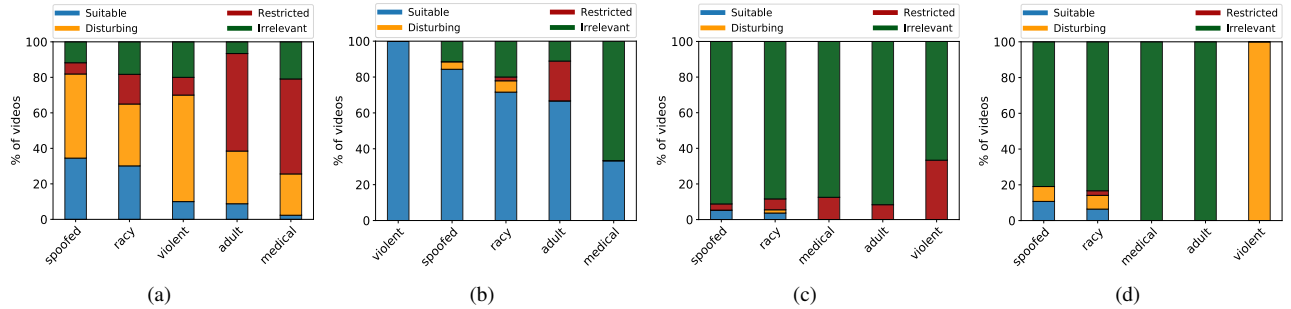 Suitable Restricted
Disturbing Irrelevant
% of videos
100
80
60
40
20
0
spoofed racy violent adult medical
(a)
Suitable Restricted
Disturbing Irrelevant
% of videos
100
80
60
40
20
0
violent spoofed racy adult medical
(b)
Suitable Restricted
Disturbing Irrelevant
% of videos
100
80
60
40
20
0
spoofed racy medical adult violent
(c)
Suitable Restricted
Disturbing Irrelevant
% of videos
100
80
60
40
20
0
spoofed racy medical adult violent
(d)